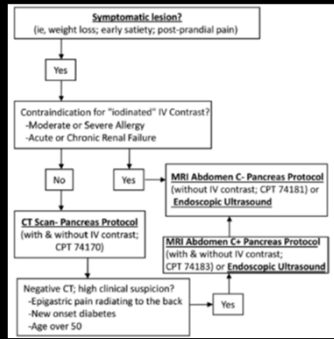 Symptomatic lesion?
(ie, weight loss; early satiety; post-prandial pain)
Yes
Contraindication for "iodinated" IV Contrast?
-Moderate or Severe Allergy
-Acute or Chronic Renal Failure
No
Yes
MRI Abdomen C- Pancreas Protocol
(without IV contrast; CPT 74181) or
Endoscopic Ultrasound
CT Scan- Pancreas Protocol
(with & without IV contrast;
CPT 74170)
MRI Abdomen C+ Pancreas Protocol
(with & without IV contrast;
CPT 74183) or Endoscopic Ultrasound
Negative CT; high clinical suspicion?
-Epigastric pain radiating to the back
-New onset diabetes
-Age over 50
Yes